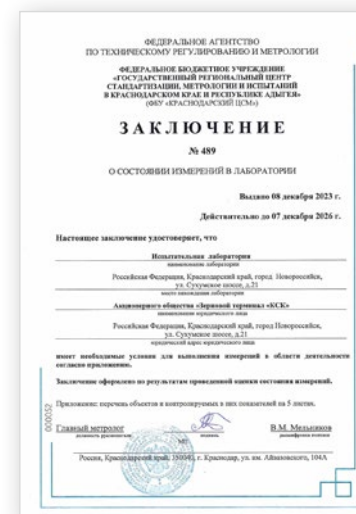 ФЕДЕРАЛЬНОЕ АГЕНТСТВО
ПО ТЕХНИЧЕСКОМУ РЕГУЛИРОВАНИЮ И МЕТРОЛОГИИ
ФЕДЕРАЛЬНОЕ БЮДЖЕТНОЕ УЧРЕЖДЕНИЕ
«ГОСУДАРСТВЕННЫЙ РЕГИОНАЛЬНЫЙ ЦЕНТР
СТАНДАРТИЗАЦИИ, МЕТРОЛОГИИ И ИСПЫТАНИЙ
В КРАСНОДАРСКОМ КРАЕ И РЕСПУБЛИКЕ АДЫГЕЯ»
(ФБУ «КРАСНОДАРСКИЙ ЦСМ»)
ЗАКЛЮЧЕНИЕ
№ 489
О СОСТОЯНИИ ИЗМЕРЕНИЙ В ЛАБОРАТОРИИ
Выдано 08 декабря 2023 г.
Действительно до 07 декабря 2026 г.
Настоящее заключение удостоверяет, что
Испытательная лаборатория
наименование лаборатории
Российская Федерация, Краснодарский край, город Новороссийск,
ул. Сухумское шоссе, д.21
место нахождения лаборатории
Акционерного общества «Зерновой терминал «КСК»
наименование юридического лица
Российская Федерация, Краснодарский край, город Новороссийск,
ул. Сухумское шоссе, д.21
юридический адрес юридического лица
имеет необходимые условия для выполнения измерений в области деятельности
согласно приложению.
Заключение оформлено по результатам проведенной оценки состояния измерений.
Приложение: перечень объектов и контролируемых в них показателей на 5 листах.
000052
Главный метролог В.М. Мельников
должность руководителя подпись расшифровка подписи
МП
Россия, Краснодарский край, 350040, г. Краснодар, ул. им. Айвазовского, 104А